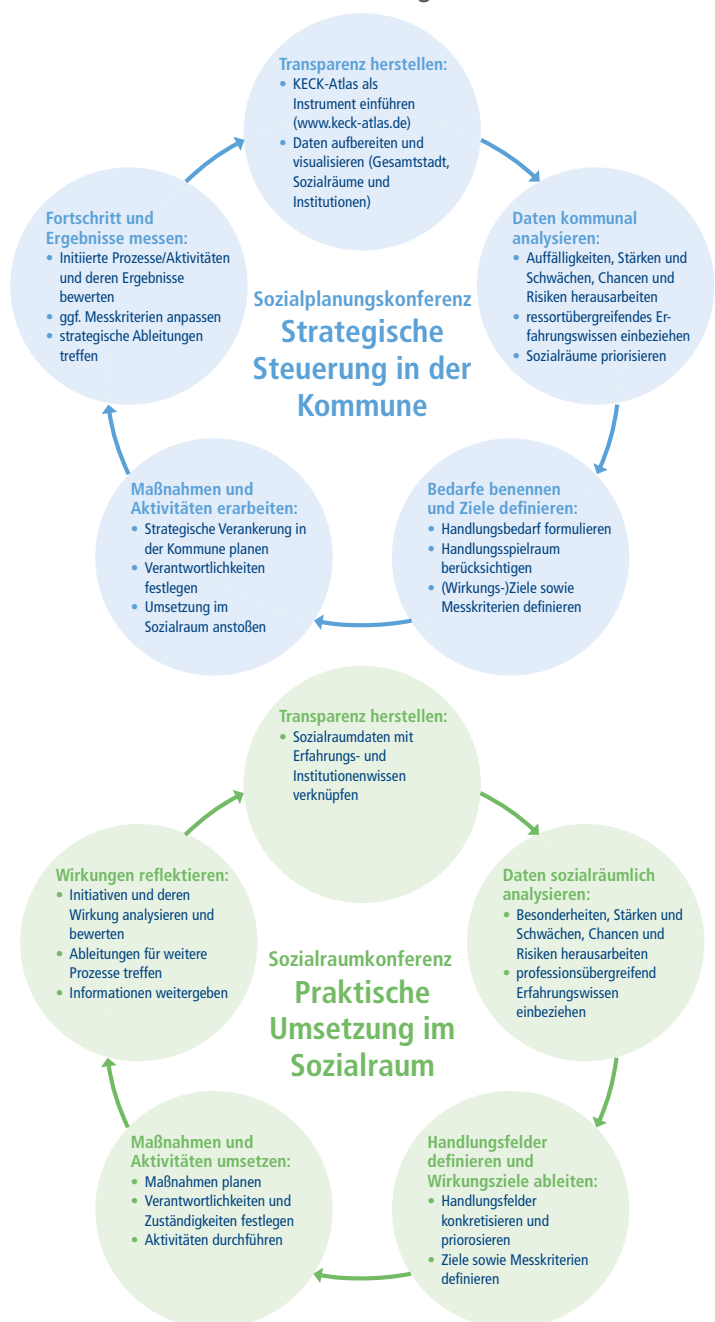 Transparenz herstellen:
• KECK-Atlas als
Instrument einführen
(www.keck-atlas.de)
• Daten aufbereiten und
visualisieren (Gesamtstadt,
Sozialräume und
Institutionen)
Daten kommunal
analysieren:
• Auffälligkeiten, Stärken und
Schwächen, Chancen und
Risiken herausarbeiten
• ressortübergreifendes Er-
fahrungswissen einbeziehen
• Sozialräume priorisieren
Bedarfe benennen
und Ziele definieren:
• Handlungsbedarf formulieren
• Handlungsspielraum
berücksichtigen
• (Wirkungs-)Ziele sowie
Messkriterien definieren
Maßnahmen und
Aktivitäten erarbeiten:
• Strategische Verankerung in
der Kommune planen
• Verantwortlichkeiten
festlegen
• Umsetzung im
Sozialraum anstoßen
Fortschritt und
Ergebnisse messen:
• Initiierte Prozesse/Aktivitäten
und deren Ergebnisse
bewerten
• ggf. Messkriterien anpassen
• strategische Ableitungen
treffen
Sozialplanungskonferenz
Strategische
Steuerung in der
Kommune
Transparenz herstellen:
• Sozialraumdaten mit
Erfahrungs- und
Institutionenwissen
verknüpfen
Daten sozialräumlich
analysieren:
• Besonderheiten, Stärken und
Schwächen, Chancen und
Risiken herausarbeiten
• professionsübergreifend
Erfahrungswissen
einbeziehen
Handlungsfelder
definieren und
Wirkungsziele ableiten:
• Handlungsfelder
konkretisieren und
priorosieren
• Ziele sowie Messkriterien
definieren
Maßnahmen und
Aktivitäten umsetzen:
• Maßnahmen planen
• Verantwortlichkeiten und
Zuständigkeiten festlegen
• Aktivitäten durchführen
Wirkungen reflektieren:
• Initiativen und deren
Wirkung analysieren und
bewerten
• Ableitungen für weitere
Prozesse treffen
• Informationen weitergeben
Sozialraumkonferenz
Praktische
Umsetzung im
Sozialraum